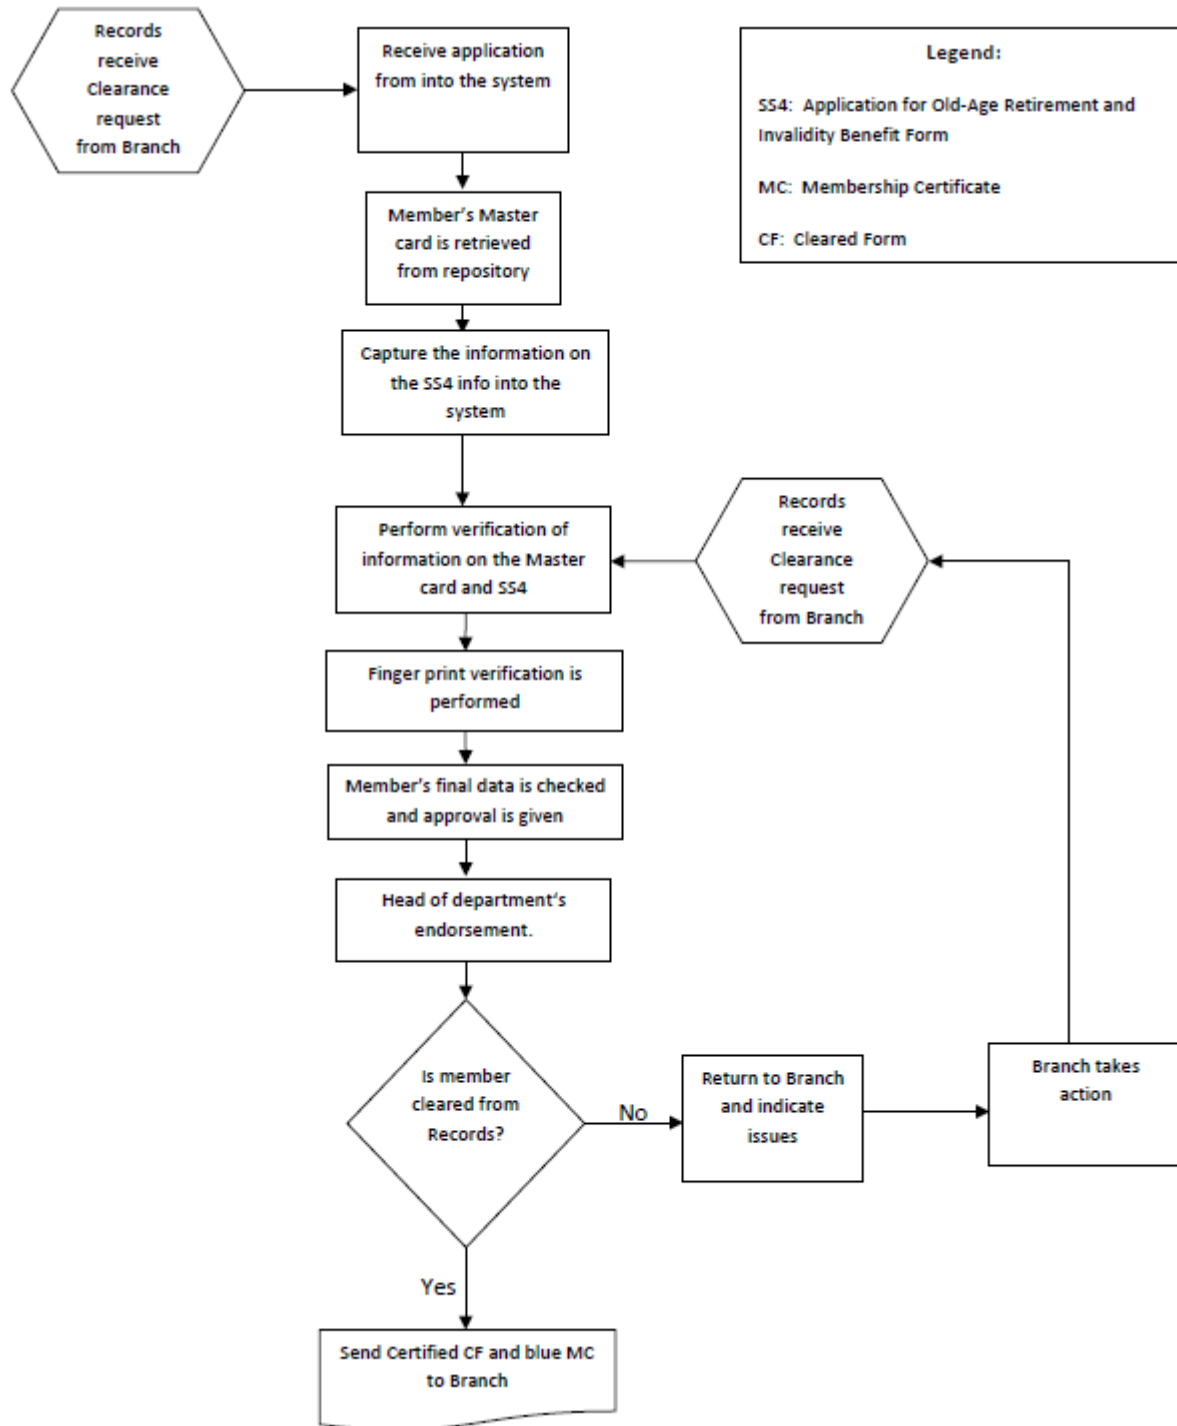 Records
receive
Clearance
request
from Branch
Receive application
from into the system
Legend:
SS4: Application for Old-Age Retirement and
Invalidity Benefit Form
MC: Membership Certificate
CF: Cleared Form
Member's Master
card is retrieved
from repository
Capture the information on
the SS4 info into the
system
Perform verification of
information on the Master
card and SS4
Records
receive
Clearance
request
from Branch
Finger print verification is
performed
Member's final data is checked
and approval is given
Head of department's
endorsement.
Is member
cleared from
Records?
No
Return to Branch
and indicate
issues
Branch takes
action
Yes
Send Certified CF and blue MC
to Branch